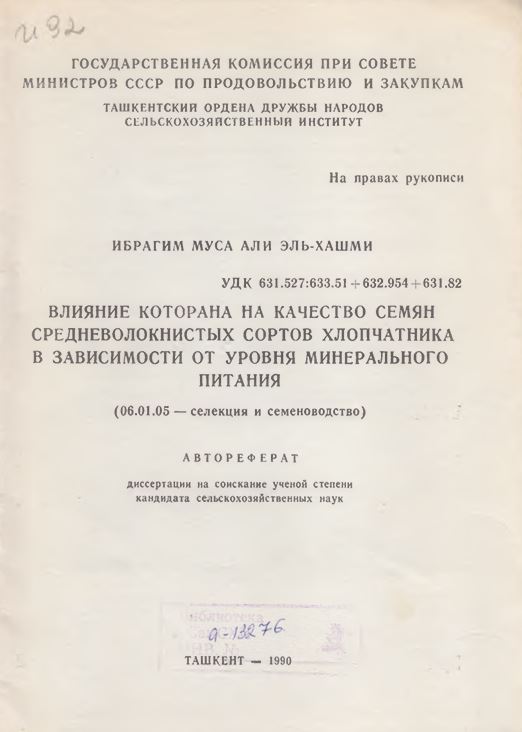 и92
ГОСУДАРСТВЕННАЯ КОМИССИЯ ПРИ СОВЕТЕ
МИНИСТРОВ СССР ПО ПРОДОВОЛЬСТВИЮ И ЗАКУПКАМ
ТАШКЕНТСКИЙ ОРДЕНА ДРУЖБЫ НАРОДОВ
СЕЛЬСКОХОЗЯЙСТВЕННЫЙ ИНСТИТУТ
На правах рукописи
ИБРАГИМ МУСА АЛИ ЭЛЬ-ХАШМИ
УДК 631.527:633.51+632.954+631.82
ВЛИЯНИЕ КОТОРАНА НА КАЧЕСТВО СЕМЯН
СРЕДНЕВОЛОКНИСТЫХ СОРТОВ ХЛОПЧАТНИКА
В ЗАВИСИМОСТИ ОТ УРОВНЯ МИНЕРАЛЬНОГО
ПИТАНИЯ
(06.01.05 — селекция и семеноводство)
АВТОРЕФЕРАТ
диссертации на соискание ученой степени
кандидата сельскохозяйственных наук
Библиотека
а-13276
ТАШКЕНТ — 1990